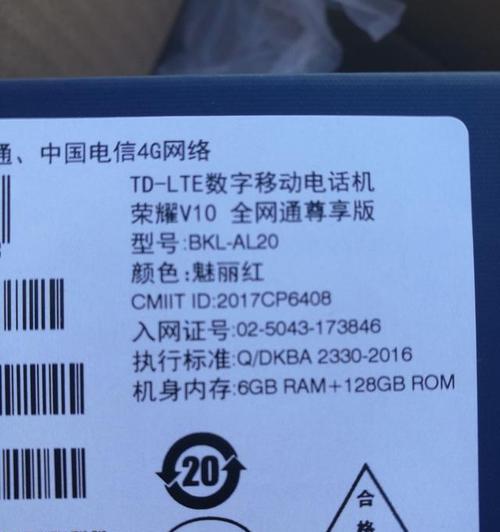 通、中国电信4G网络
TD-LTE数字移动电话机
荣耀V10 全网通尊享版
型号:BKL-AL20
颜色:魅丽红
CMIIT ID:2017CP6408
入网证号:02-5043-173846
执行标准:Q/DKBA 2330-2016
机身内存:6GB RAM+128GB ROM
20
合
格